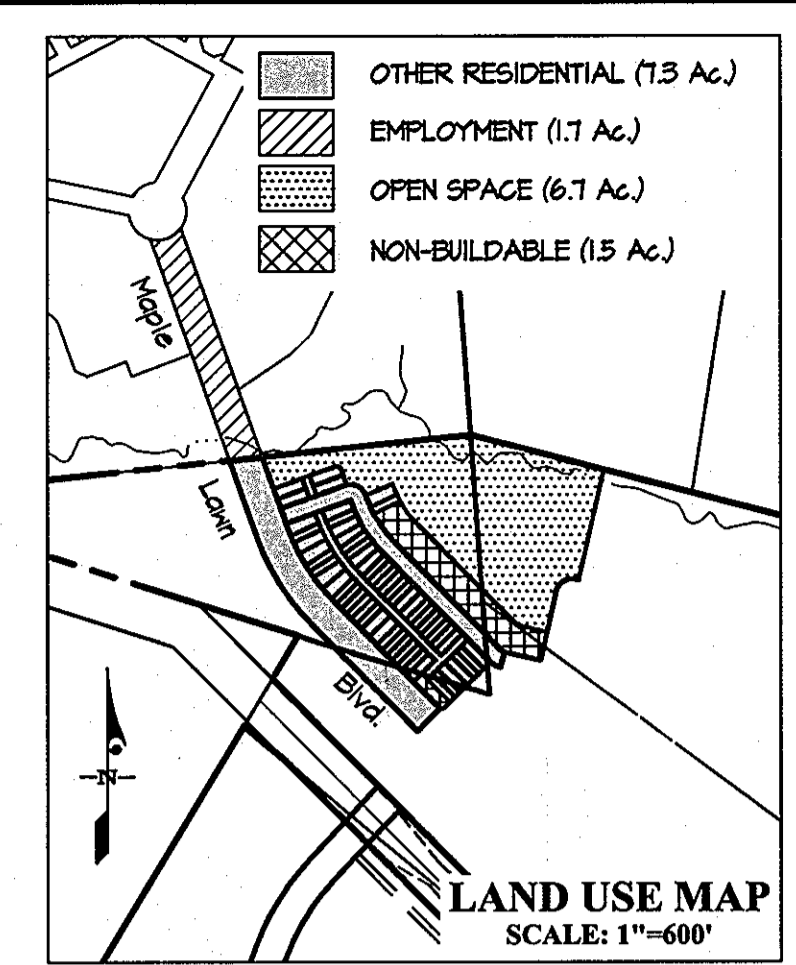 OTHER RESIDENTIAL (7.3 Ac.)
EMPLOYMENT (1.7 Ac.)
OPEN SPACE (6.7 Ac.)
NON-BUILDABLE (1.5 Ac.)
Maple
Lawn
Blvd.
N
LAND USE MAP
SCALE: 1"=600'